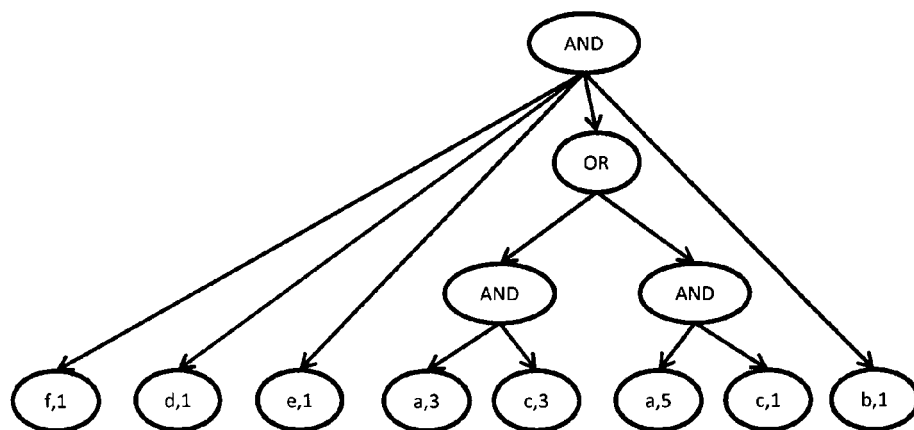 AND
OR
AND AND
f,1 d,1 e,1 a,3 c,3 a,5 c,1 b,1